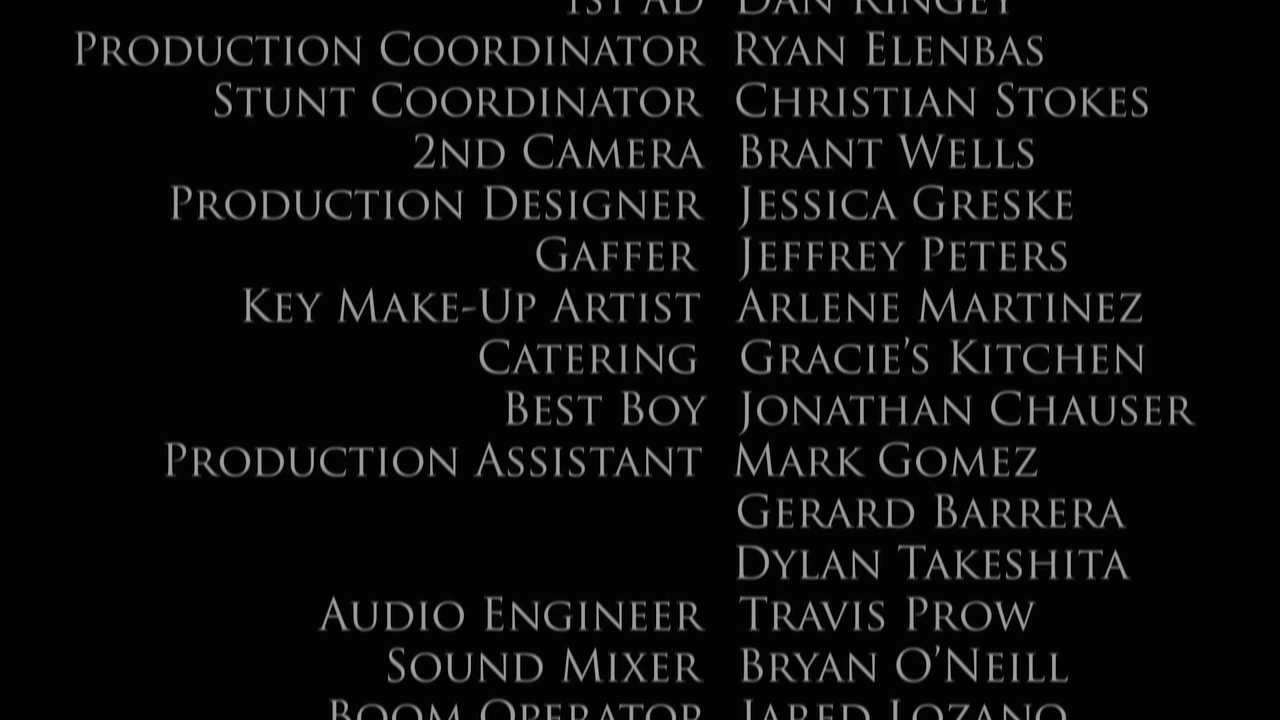 1ST AD DAN RINGEY
PRODUCTION COORDINATOR RYAN ELENBAS
STUNT COORDINATOR CHRISTIAN STOKES
2ND CAMERA BRANT WELLS
PRODUCTION DESIGNER JESSICA GRESKE
GAFFER JEFFREY PETERS
KEY MAKE-UP ARTIST ARLENE MARTINEZ
CATERING GRACIE’S KITCHEN
BEST BOY JONATHAN CHAUSER
PRODUCTION ASSISTANT MARK GOMEZ
GERARD BARRERA
DYLAN TAKESHITA
AUDIO ENGINEER TRAVIS PROW
SOUND MIXER BRYAN O’NEILL
BOOM OPERATOR JARED LOZANO